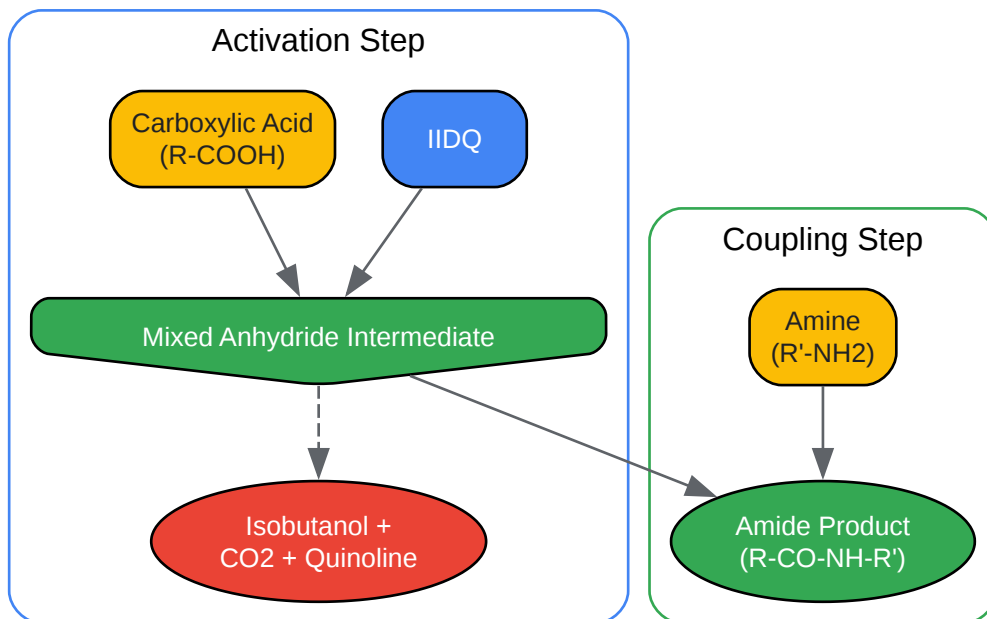 Activation Step
Carboxylic Acid
(R-COOH)
IIDQ
Mixed Anhydride Intermediate
Isobutanol +
CO2 + Quinoline
Coupling Step
Amine
(R'-NH2)
Amide Product
(R-CO-NH-R')